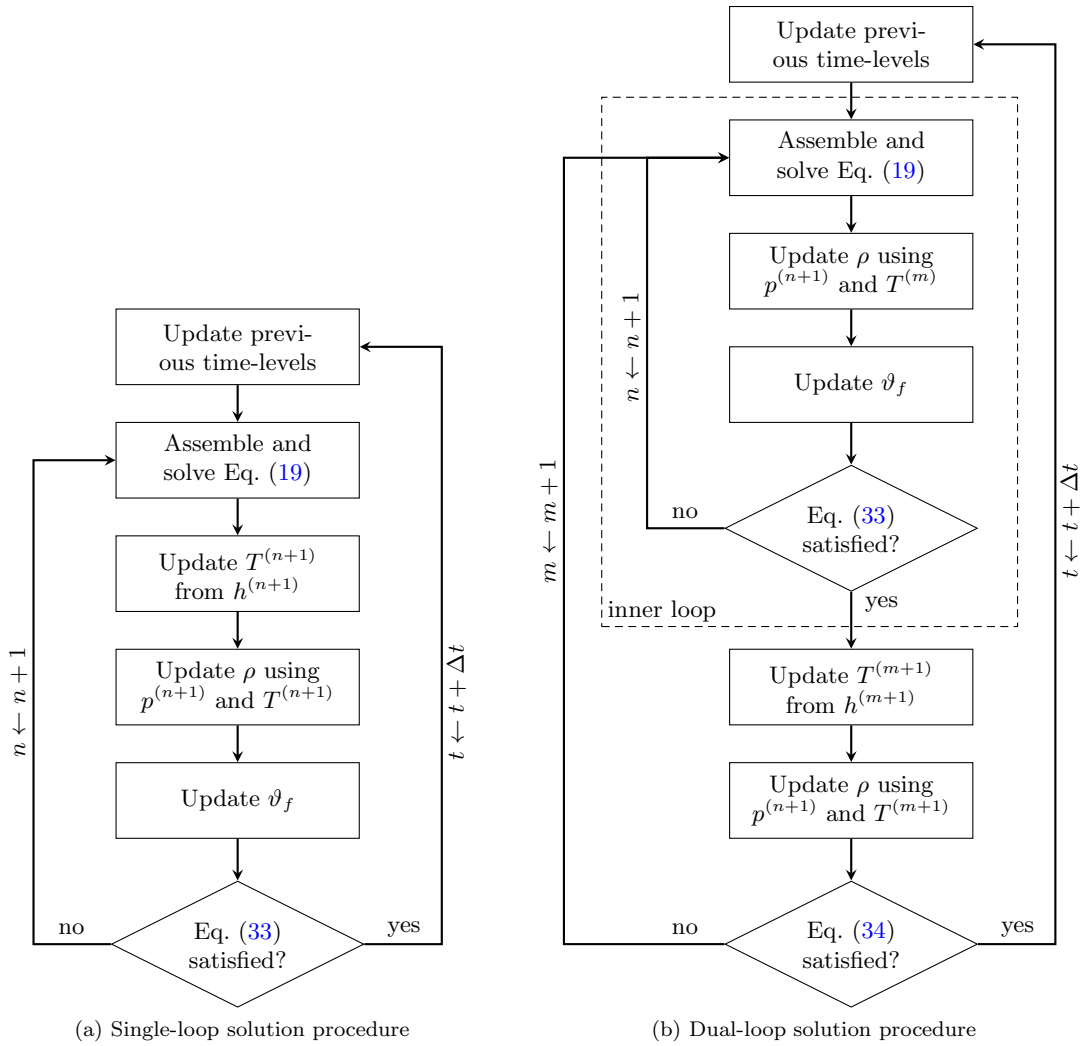 Update previ-
ous time-levels
Assemble and
solve Eq. (19)
Update T^(n+1)
from h^(n+1)
Update ρ using
p^(n+1) and T^(n+1)
Update ϑ_f
Eq. (33)
satisfied?
no
yes
n ← n + 1
t ← t + Δt
(a) Single-loop solution procedure
Update previ-
ous time-levels
Assemble and
solve Eq. (19)
Update ρ using
p^(n+1) and T^(m)
Update ϑ_f
Eq. (33)
satisfied?
no
yes
n ← n + 1
inner loop
Update T^(m+1)
from h^(m+1)
Update ρ using
p^(n+1) and T^(m+1)
Eq. (34)
satisfied?
no
yes
m ← m + 1
t ← t + Δt
(b) Dual-loop solution procedure